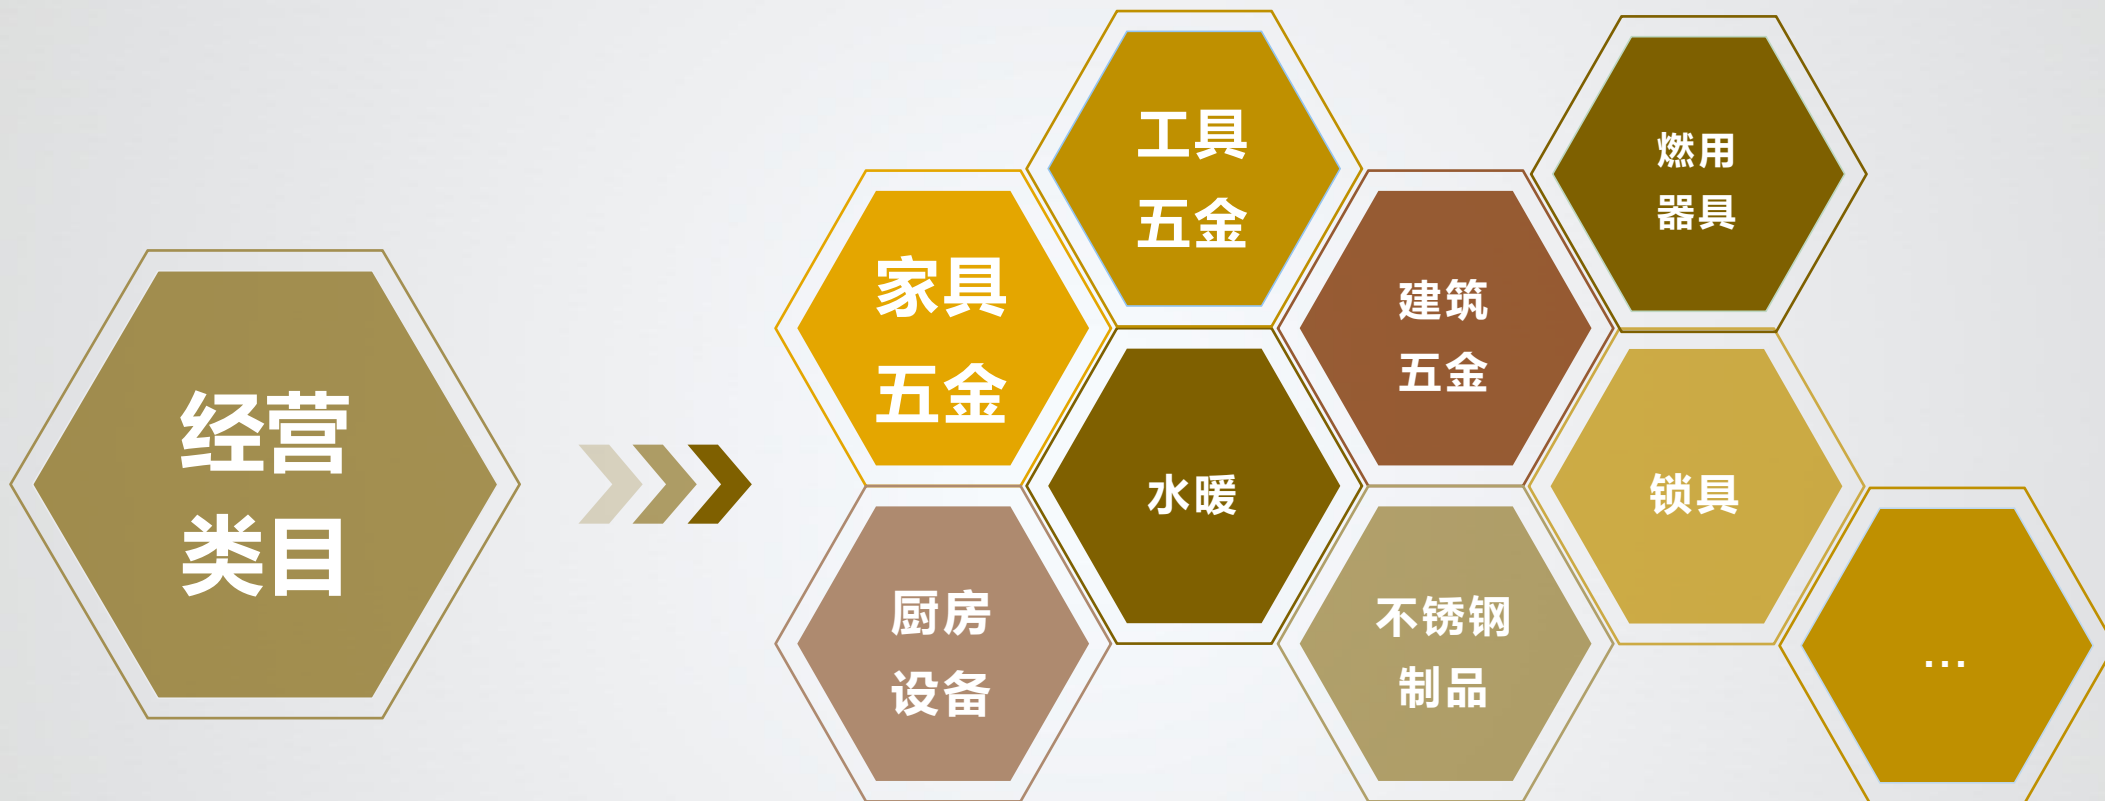 经营
类目
家具
五金
工具
五金
建筑
五金
燃用
器具
水暖
锁具
厨房
设备
不锈钢
制品
...